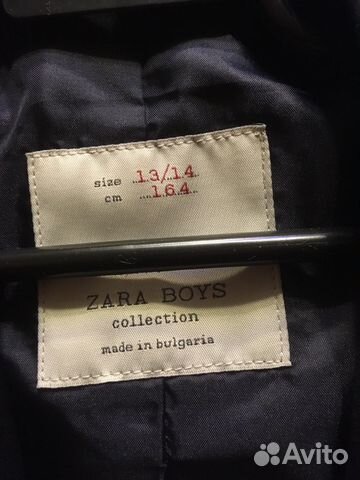 size 13/14
cm 164
ZARA BOYS
collection
made in bulgaria
Avito